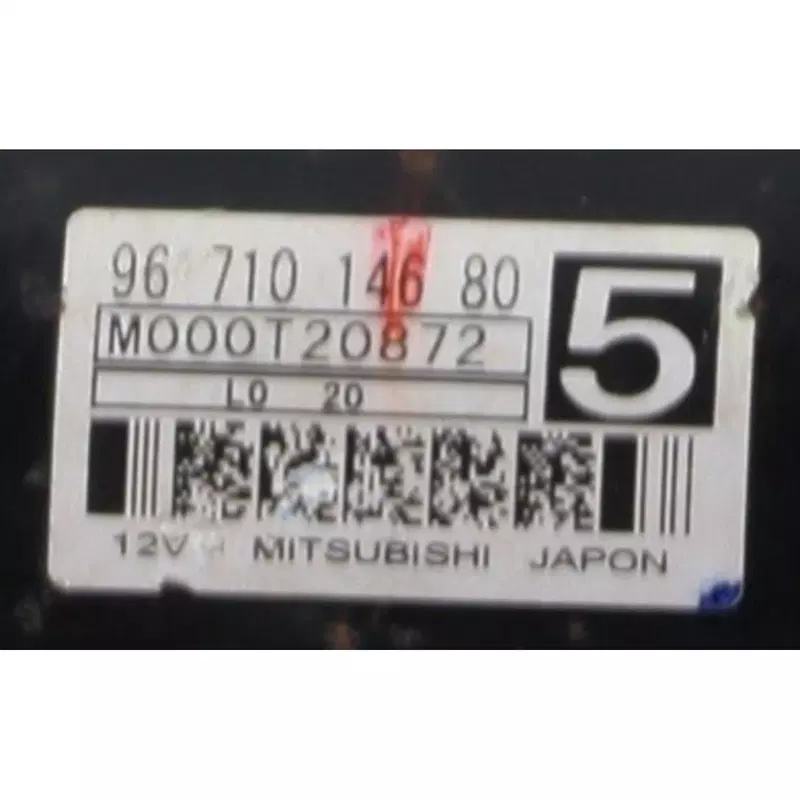 96 710 146 80
5
M000T20872
L0 20
12V MITSUBISHI JAPON